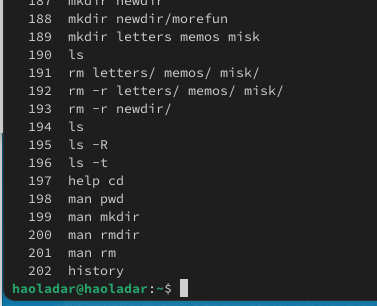 187 mkdir newdir
188 mkdir newdir/morefun
189 mkdir letters memos misk
190 ls
191 rm letters/ memos/ misk/
192 rm -r letters/ memos/ misk/
193 rm -r newdir/
194 ls
195 ls -R
196 ls -t
197 help cd
198 man pwd
199 man mkdir
200 man rmdir
201 man rm
202 history
haoladar@haoladar:~$